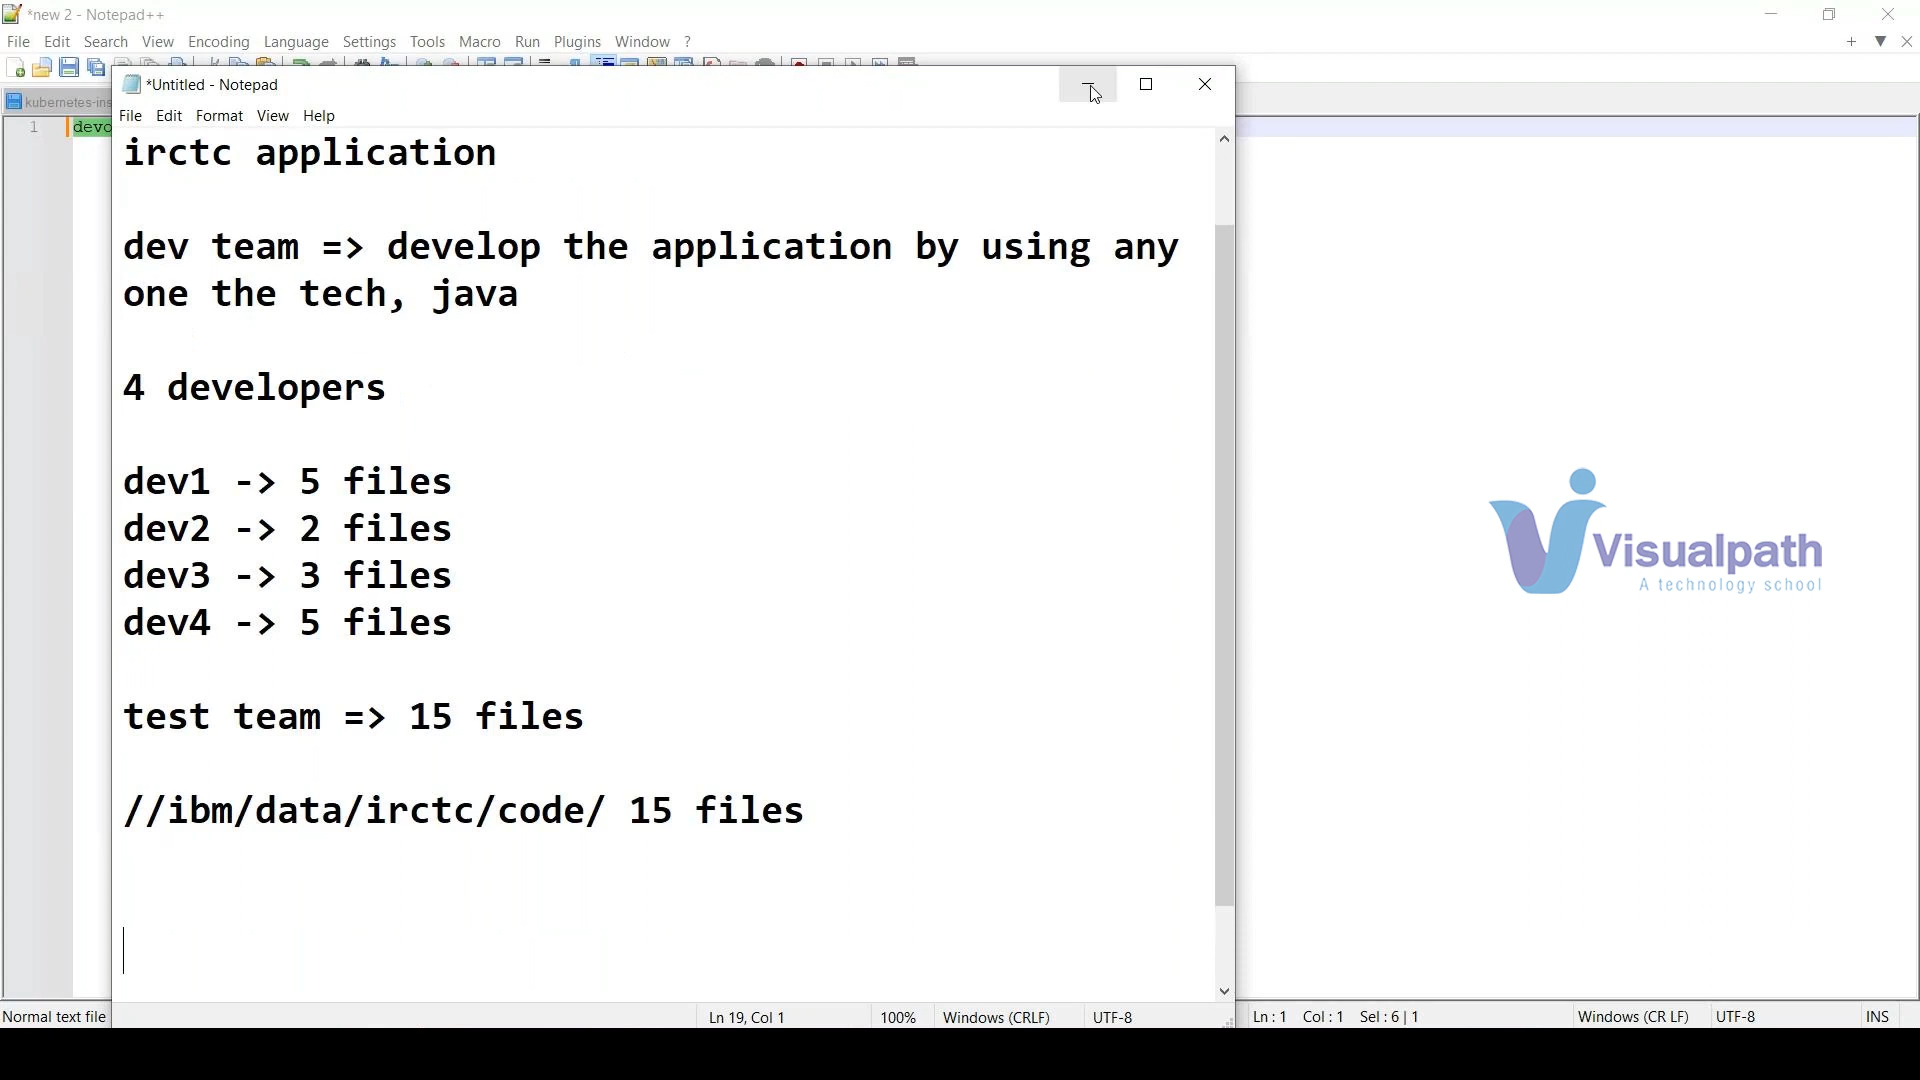 *new 2 - Notepad++
File Edit Search View Encoding Language Settings Tools Macro Run Plugins Window ?
*Untitled - Notepad
kubernetes-ins
File Edit Format View Help
1 devo
irctc application
dev team => develop the application by using any
one the tech, java
4 developers
dev1 -> 5 files
dev2 -> 2 files
dev3 -> 3 files
dev4 -> 5 files
test team => 15 files
//ibm/data/irctc/code/ 15 files
Visualpath
A technology school
Ln 19, Col 1 100% Windows (CRLF) UTF-8
Normal text file Ln : 1 Col : 1 Sel : 6 | 1 Windows (CR LF) UTF-8 INS